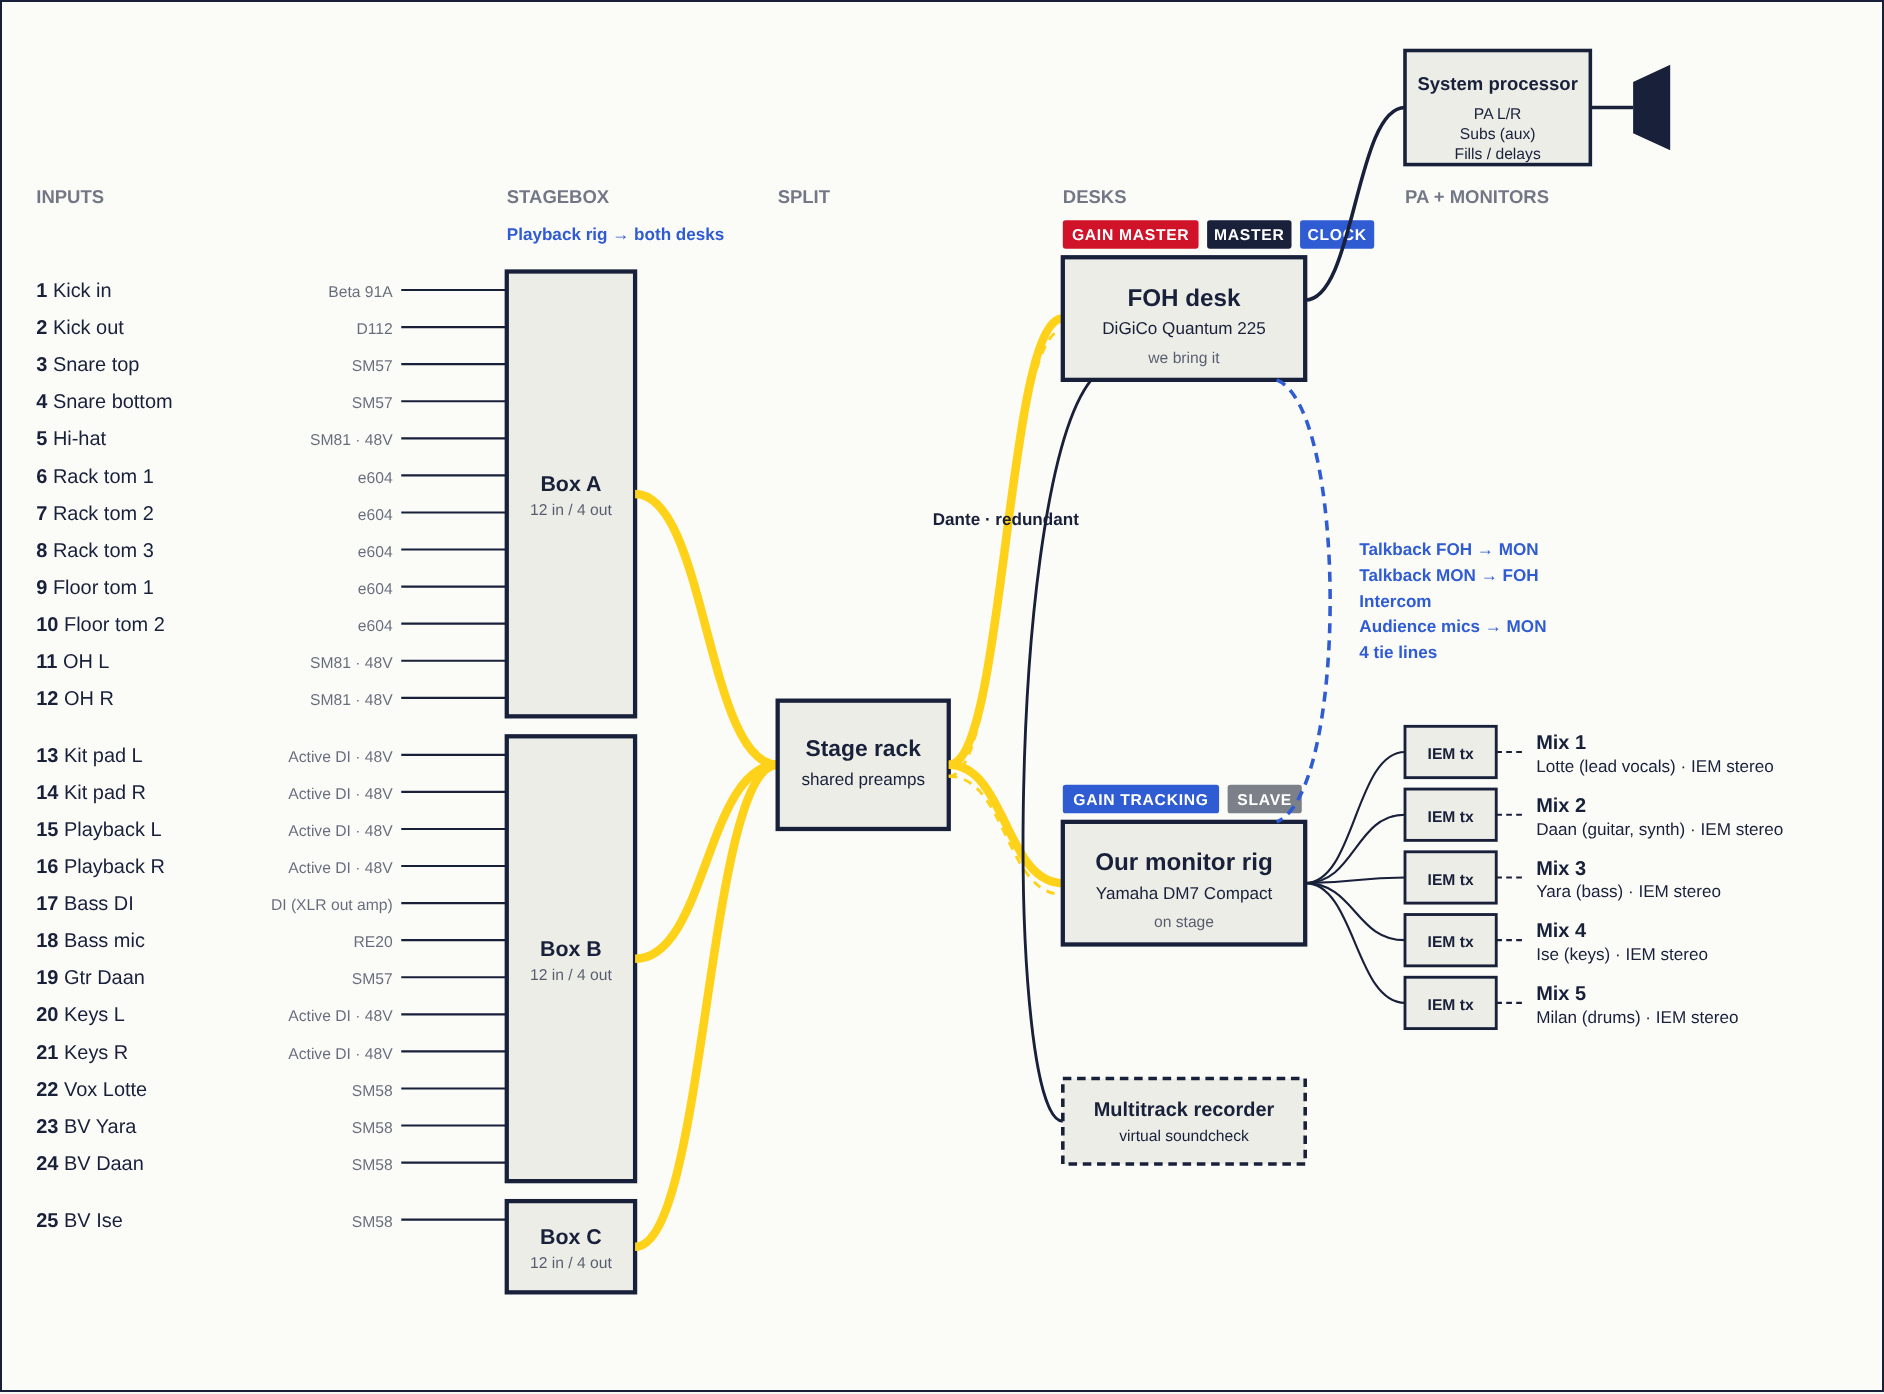 System processor
PA L/R
Subs (aux)
Fills / delays
INPUTS
STAGEBOX
SPLIT
DESKS
PA + MONITORS
Playback rig → both desks
GAIN MASTER
MASTER
CLOCK
FOH desk
DiGiCo Quantum 225
we bring it
1 Kick in Beta 91A
2 Kick out D112
3 Snare top SM57
4 Snare bottom SM57
5 Hi-hat SM81 · 48V
6 Rack tom 1 e604
7 Rack tom 2 e604
8 Rack tom 3 e604
9 Floor tom 1 e604
10 Floor tom 2 e604
11 OH L SM81 · 48V
12 OH R SM81 · 48V
Box A
12 in / 4 out
13 Kit pad L Active DI · 48V
14 Kit pad R Active DI · 48V
15 Playback L Active DI · 48V
16 Playback R Active DI · 48V
17 Bass DI DI (XLR out amp)
18 Bass mic RE20
19 Gtr Daan SM57
20 Keys L Active DI · 48V
21 Keys R Active DI · 48V
22 Vox Lotte SM58
23 BV Yara SM58
24 BV Daan SM58
Box B
12 in / 4 out
25 BV Ise SM58
Box C
12 in / 4 out
Stage rack
shared preamps
Dante · redundant
Talkback FOH → MON
Talkback MON → FOH
Intercom
Audience mics → MON
4 tie lines
GAIN TRACKING
SLAVE
Our monitor rig
Yamaha DM7 Compact
on stage
IEM tx
Mix 1
Lotte (lead vocals) · IEM stereo
IEM tx
Mix 2
Daan (guitar, synth) · IEM stereo
IEM tx
Mix 3
Yara (bass) · IEM stereo
IEM tx
Mix 4
Ise (keys) · IEM stereo
IEM tx
Mix 5
Milan (drums) · IEM stereo
Multitrack recorder
virtual soundcheck